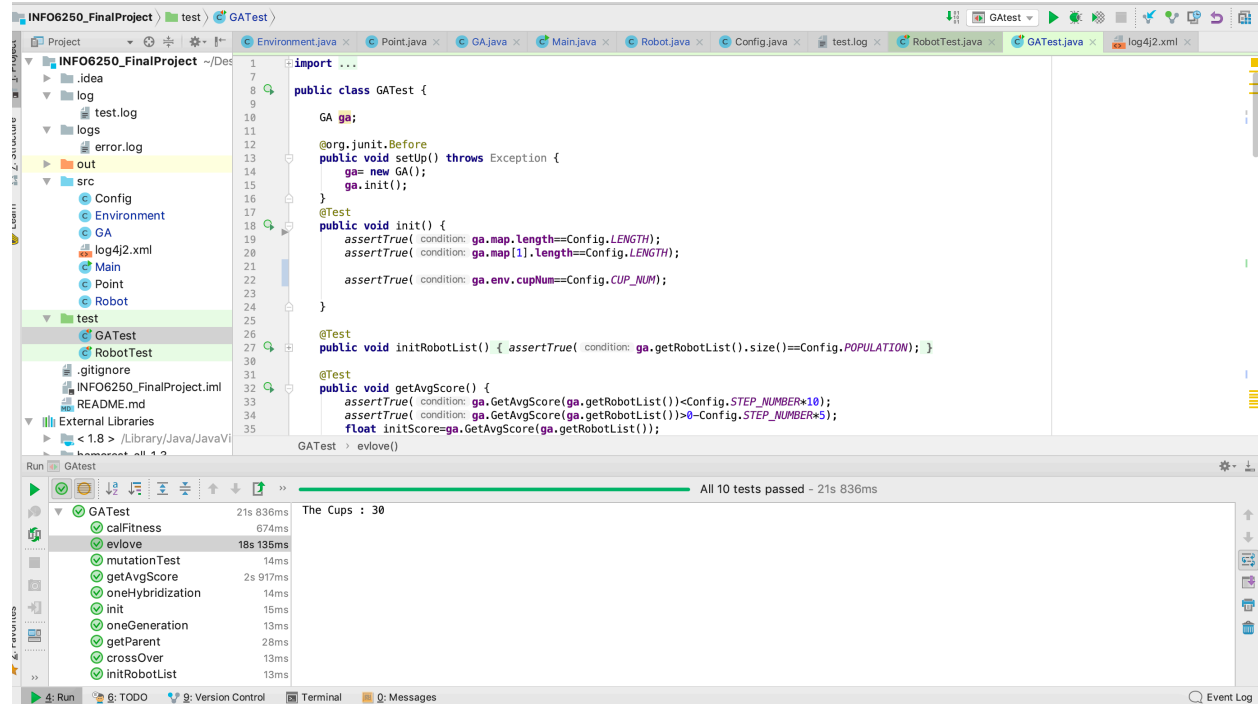 INFO6250_FinalProject test GATest GAtest
Project
Environment.java Point.java GA.java Main.java Robot.java Config.java test.log RobotTest.java GATest.java log4j2.xml
INFO6250_FinalProject ~/Des
.idea
log
test.log
logs
error.log
out
src
Config
Environment
GA
log4j2.xml
Main
Point
Robot
test
GATest
RobotTest
.gitignore
INFO6250_FinalProject.iml
README.md
External Libraries
< 1.8 > /Library/Java/JavaVi
1 import ...
7
8 public class GATest {
9
10 GA ga;
11
12 @org.junit.Before
13 public void setUp() throws Exception {
14 ga= new GA();
15 ga.init();
16 }
17 @Test
18 public void init() {
19 assertTrue( condition: ga.map.length==Config.LENGTH);
20 assertTrue( condition: ga.map[1].length==Config.LENGTH);
21
22 assertTrue( condition: ga.env.cupNum==Config.CUP_NUM);
23
24 }
25
26 @Test
27 public void initRobotList() { assertTrue( condition: ga.getRobotList().size()==Config.POPULATION); }
30
31 @Test
32 public void getAvgScore() {
33 assertTrue( condition: ga.GetAvgScore(ga.getRobotList())<Config.STEP_NUMBER*10);
34 assertTrue( condition: ga.GetAvgScore(ga.getRobotList())>0-Config.STEP_NUMBER*5);
35 float initScore=ga.GetAvgScore(ga.getRobotList());
GATest › evlove()
Run GAtest
All 10 tests passed - 21s 836ms
GATest 21s 836ms
calFitness 674ms
evlove 18s 135ms
mutationTest 14ms
getAvgScore 2s 917ms
oneHybridization 14ms
init 15ms
oneGeneration 13ms
getParent 28ms
crossOver 13ms
initRobotList 13ms
The Cups : 30
4: Run 6: TODO 9: Version Control Terminal 0: Messages Event Log